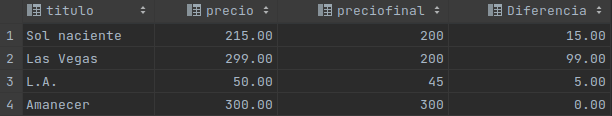 titulo precio preciofinal Diferencia
1 Sol naciente 215.00 200 15.00
2 Las Vegas 299.00 200 99.00
3 L.A. 50.00 45 5.00
4 Amanecer 300.00 300 0.00